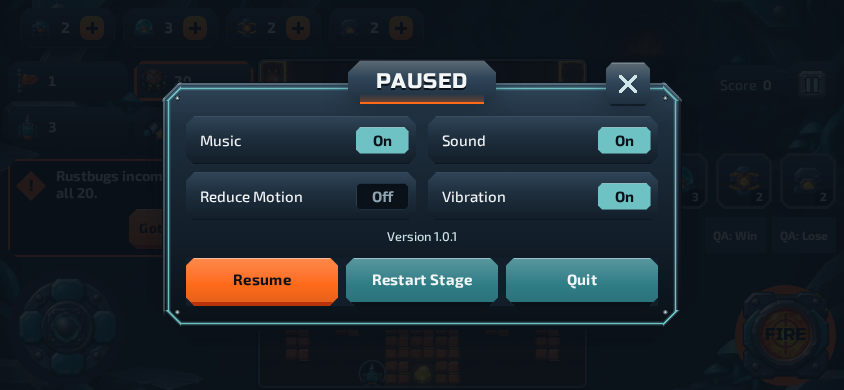 2 3 2 2
PAUSED
1 20
Score 0
Music On Sound On
3
Rustbugs incom
all 20.
Reduce Motion Off Vibration On
3 2 2
Got
Version 1.0.1
QA: Win QA: Lose
Resume Restart Stage Quit
FIRE